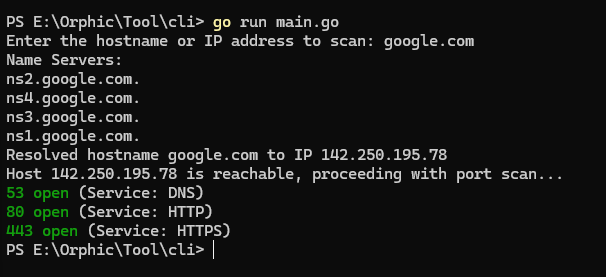 PS E:\Orphic\Tool\cli> go run main.go
Enter the hostname or IP address to scan: google.com
Name Servers:
ns2.google.com.
ns4.google.com.
ns3.google.com.
ns1.google.com.
Resolved hostname google.com to IP 142.250.195.78
Host 142.250.195.78 is reachable, proceeding with port scan...
53 open (Service: DNS)
80 open (Service: HTTP)
443 open (Service: HTTPS)
PS E:\Orphic\Tool\cli>